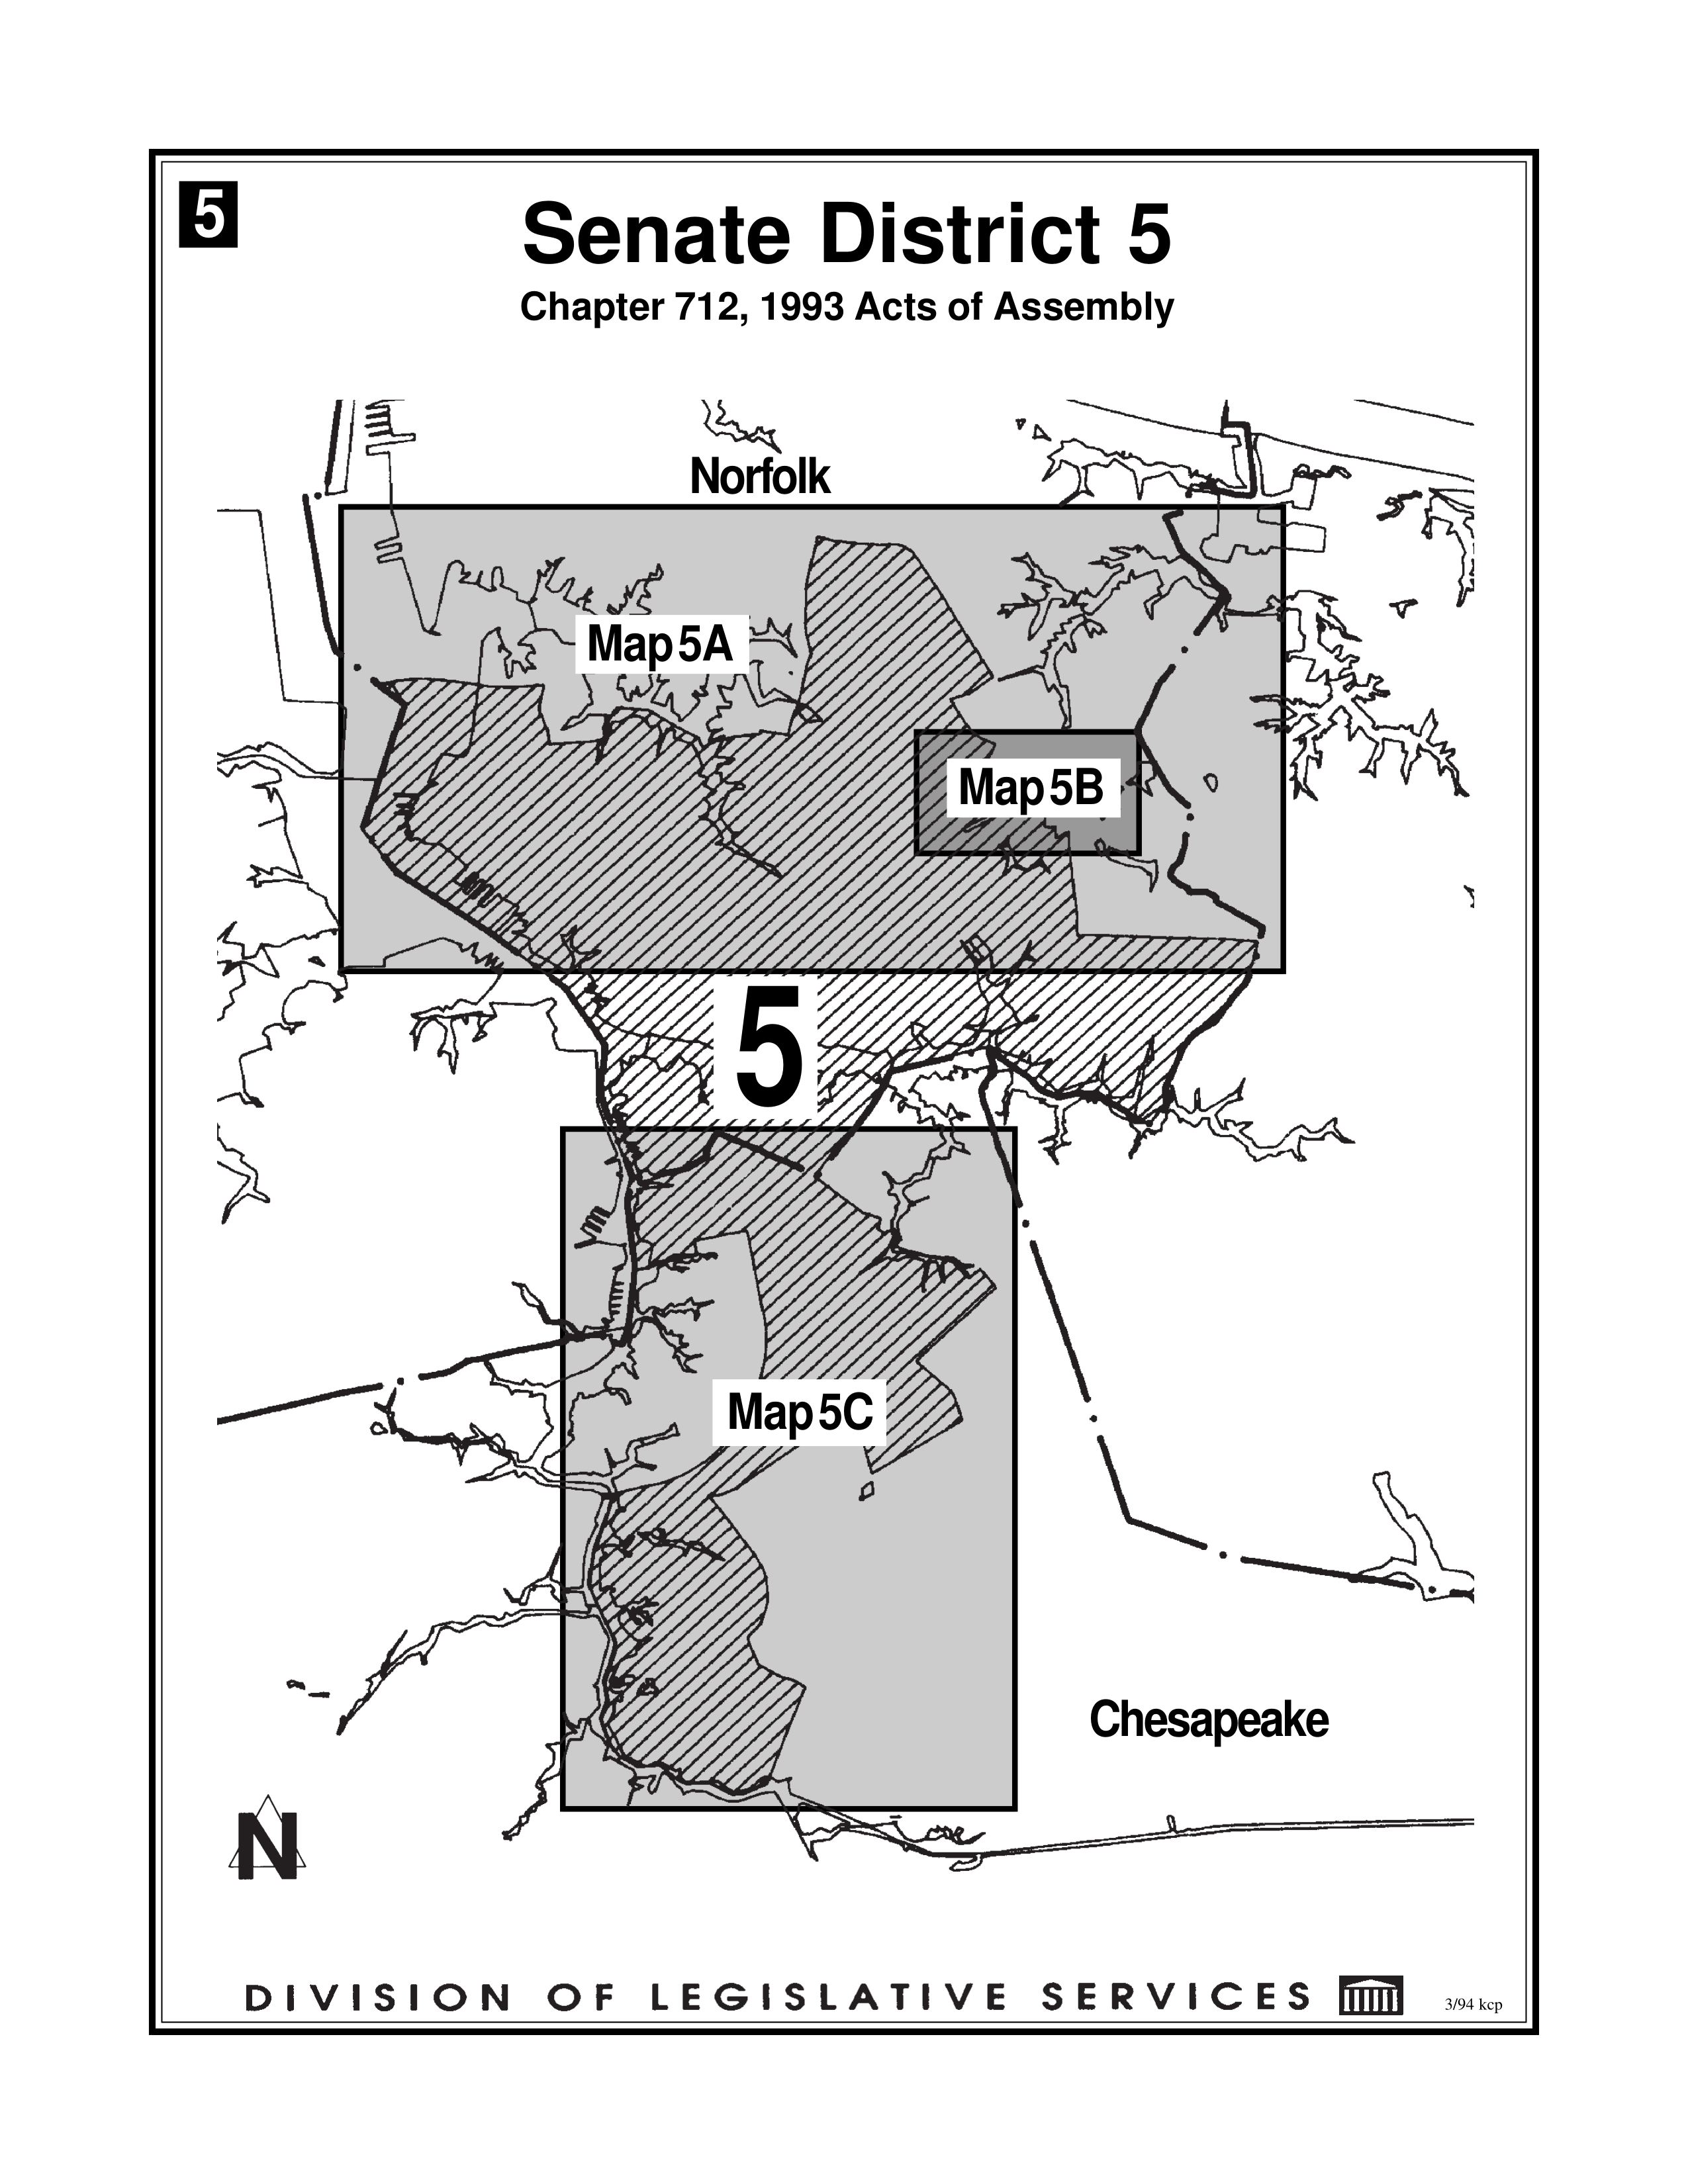 5
Senate District 5
Chapter 712, 1993 Acts of Assembly
Norfolk
Map 5A
Map 5B
5
Map 5C
Chesapeake
N
DIVISION OF LEGISLATIVE SERVICES
3/94 kcp